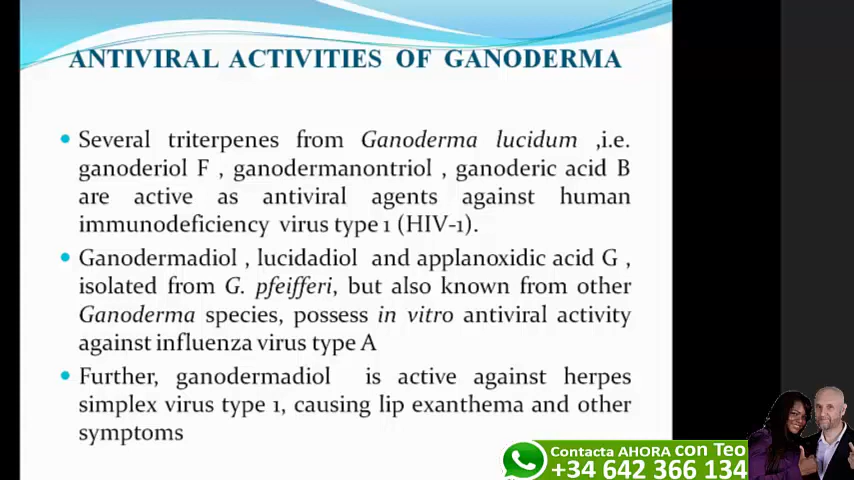 ANTIVIRAL ACTIVITIES OF GANODERMA
Several triterpenes from Ganoderma lucidum ,i.e.
ganoderiol F , ganodermanontriol , ganoderic acid B
are active as antiviral agents against human
immunodeficiency virus type 1 (HIV-1).
Ganodermadiol , lucidadiol and applanoxidic acid G ,
isolated from G. pfeifferi, but also known from other
Ganoderma species, possess in vitro antiviral activity
against influenza virus type A
Further, ganodermadiol is active against herpes
simplex virus type 1, causing lip exanthema and other
symptoms
Contacta AHORA con Teo
+34 642 366 134